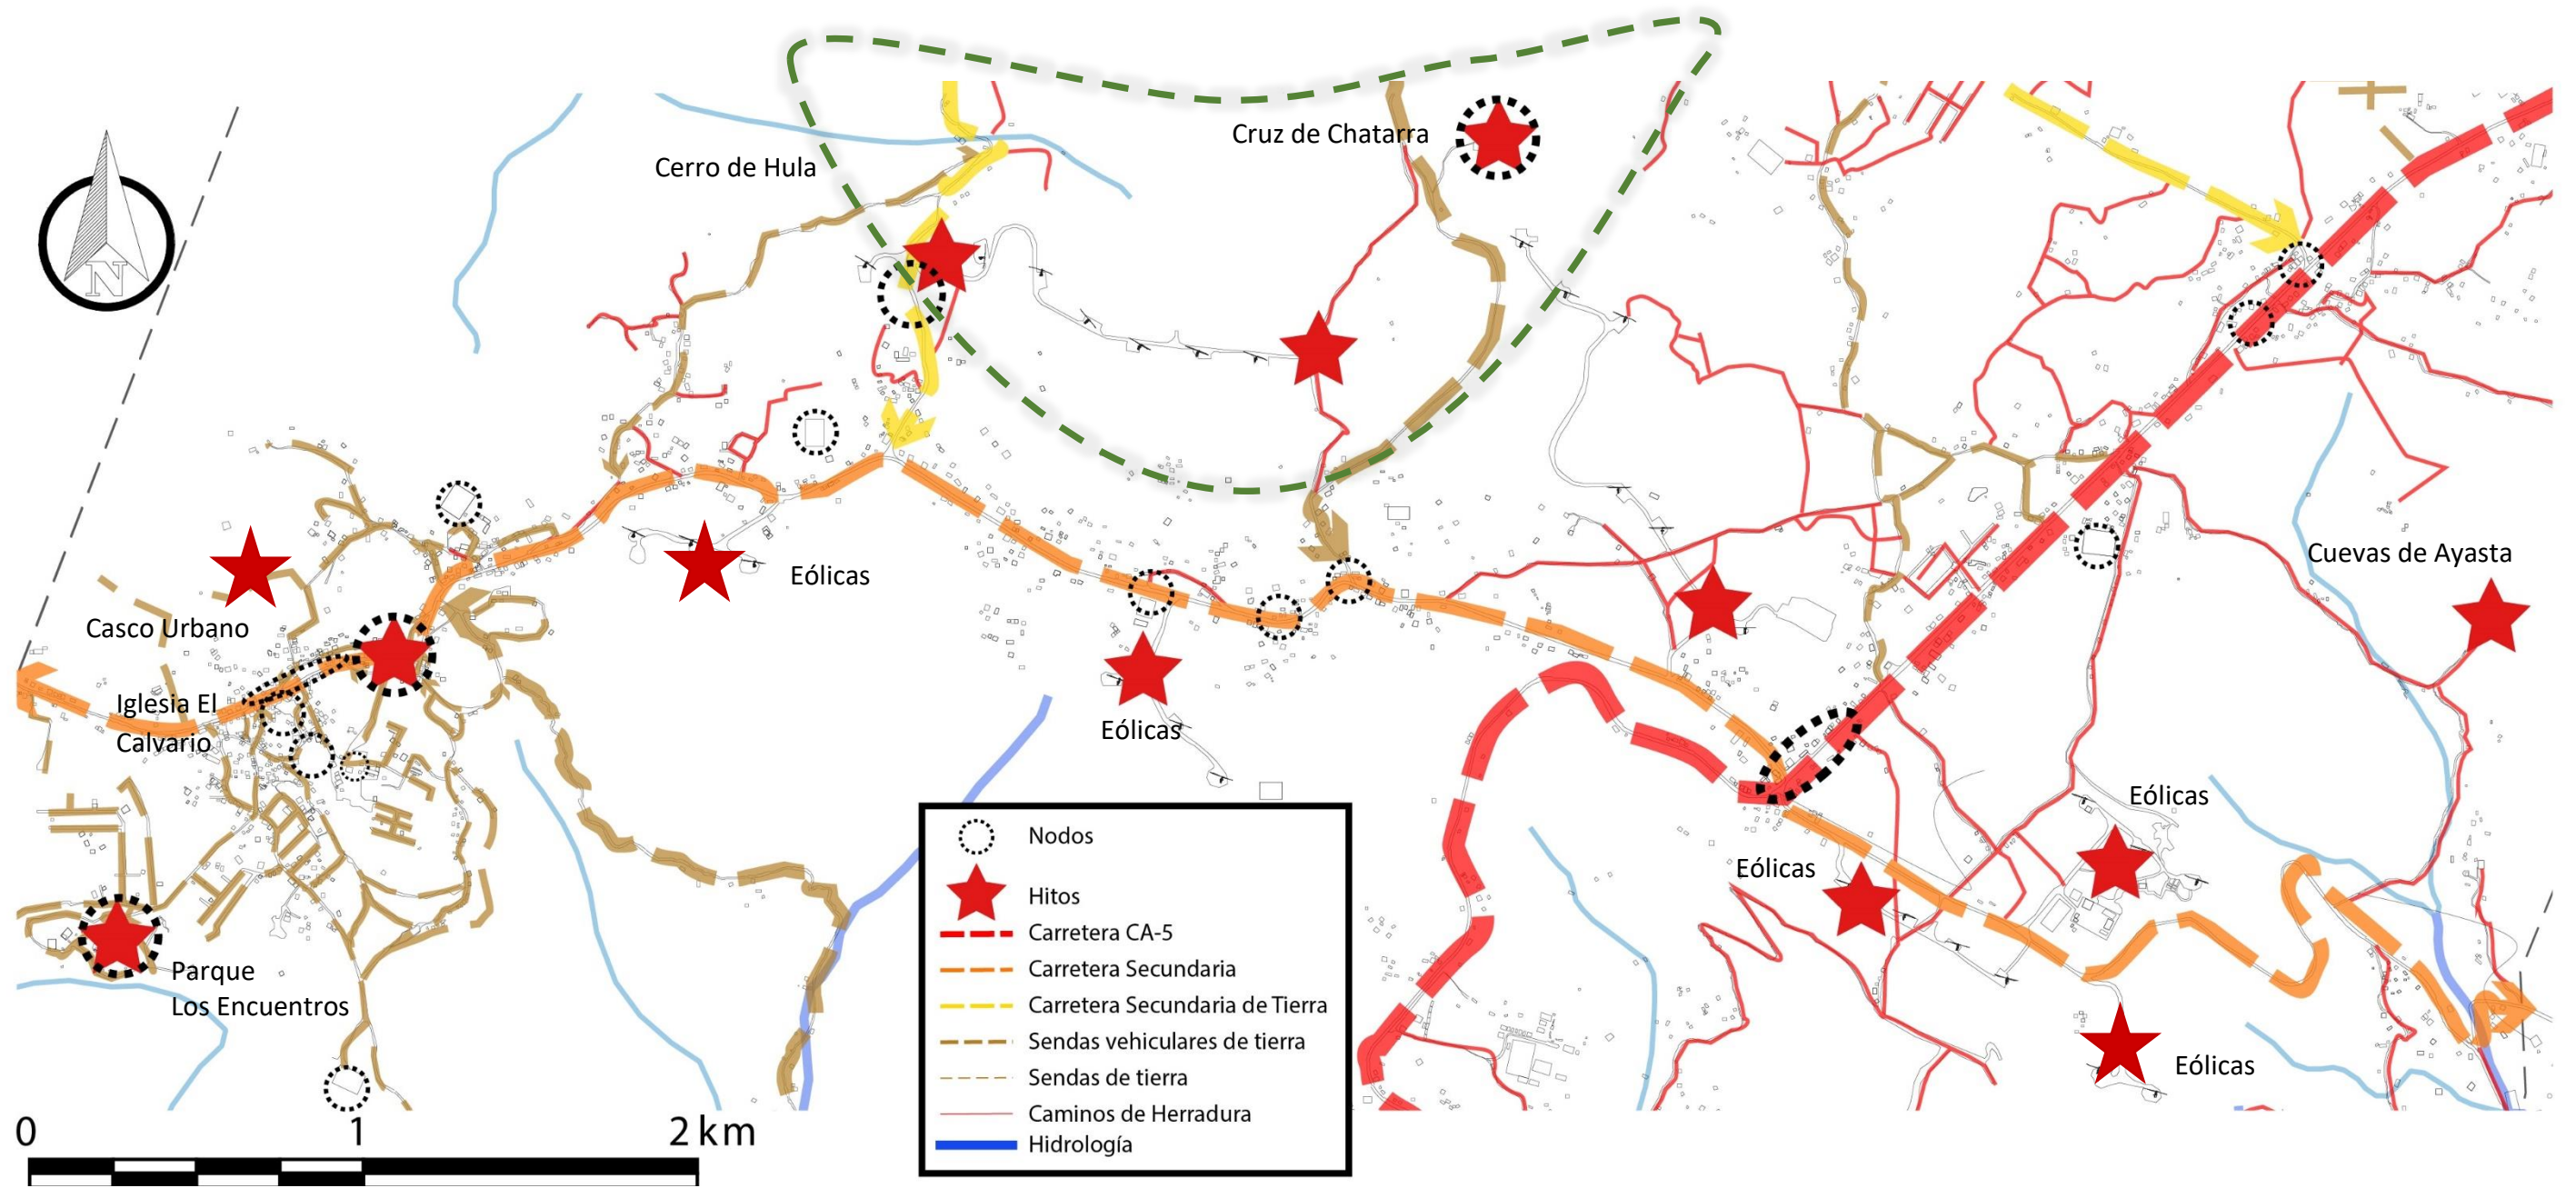 Cruz de Chatarra
Cerro de Hula
N
Cuevas de Ayasta
Eólicas
Casco Urbano
Iglesia El
Calvario
Eólicas
Eólicas
Eólicas
Parque
Los Encuentros
Eólicas
Nodos
Hitos
Carretera CA-5
Carretera Secundaria
Carretera Secundaria de Tierra
Sendas vehiculares de tierra
Sendas de tierra
Caminos de Herradura
Hidrología
0 1 2 km